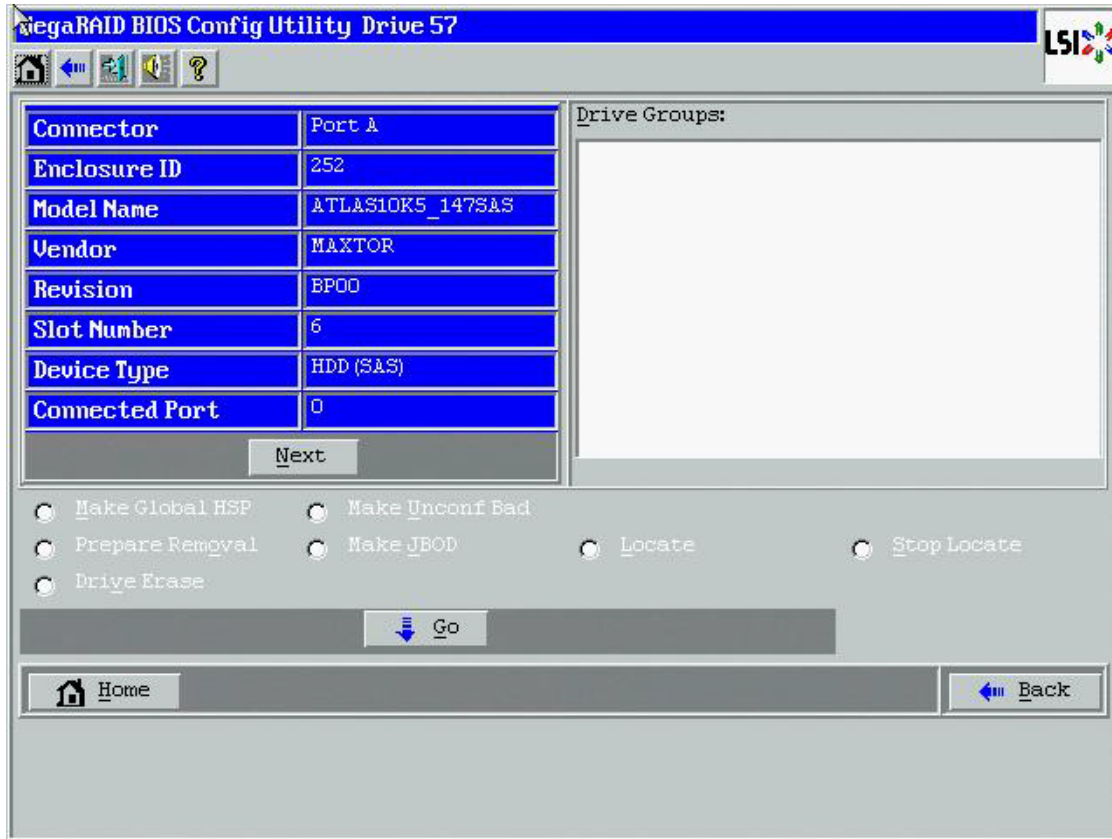 MegaRAID BIOS Config Utility Drive 57
LSI
Connector Port A
Enclosure ID 252
Model Name ATLAS10K5_147SAS
Vendor MAXTOR
Revision BP00
Slot Number 6
Device Type HDD (SAS)
Connected Port 0
Next
Drive Groups:
Make Global HSP Make Unconf Bad
Prepare Removal Make JBOD Locate Stop Locate
Drive Erase
Go
Home Back